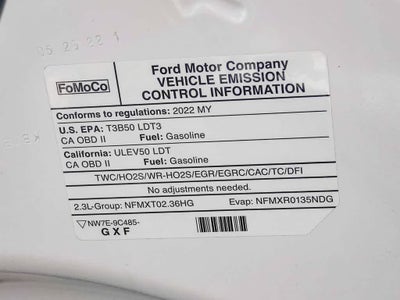 05 25 22 1
FoMoCo
Ford Motor Company
VEHICLE EMISSION
CONTROL INFORMATION
Conforms to regulations: 2022 MY
U.S. EPA: T3B50 LDT3
CA OBD II Fuel: Gasoline
California: ULEV50 LDT
CA OBD II Fuel: Gasoline
TWC/HO2S/WR-HO2S/EGR/EGRC/CAC/TC/DFI
No adjustments needed.
2.3L-Group: NFMXT02.36HG Evap: NFMXR0135NDG
NW7E-9C485-
GXF